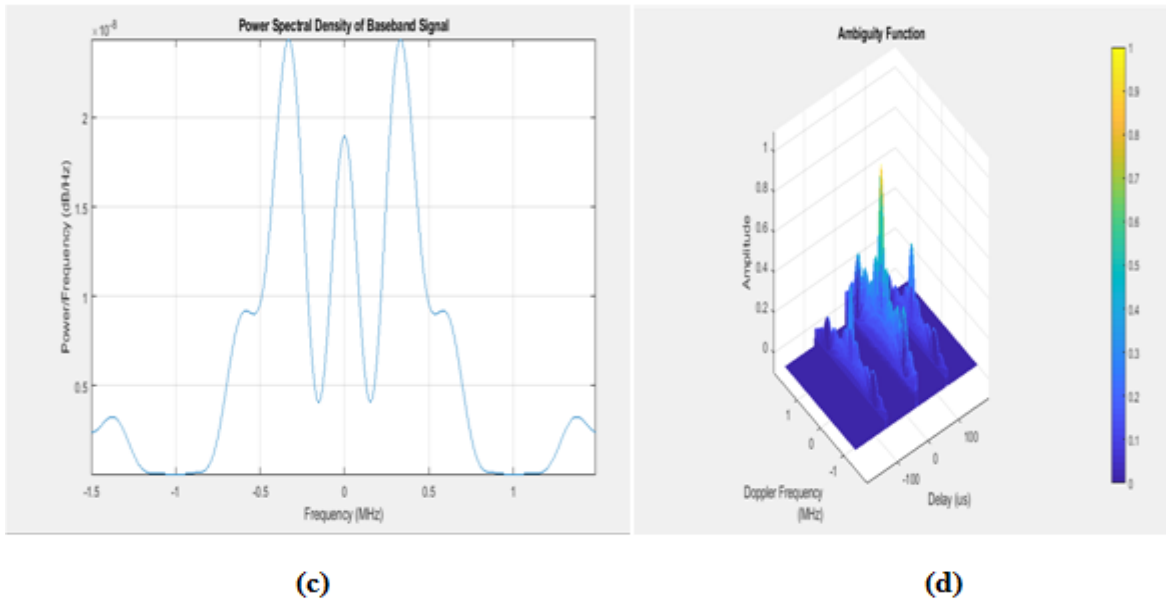 Power Spectral Density of Baseband Signal
×10⁻⁸
Power/Frequency (dB/Hz)
2
1.5
1
0.5
-1.5 -1 -0.5 0 0.5 1
Frequency (MHz)
Ambiguity Function
Amplitude
1
0.8
0.6
0.4
0.2
0
1
0
-1
Doppler Frequency
(MHz)
-100
0
100
Delay (us)
1
0.9
0.8
0.7
0.6
0.5
0.4
0.3
0.2
0.1
0
(c) (d)